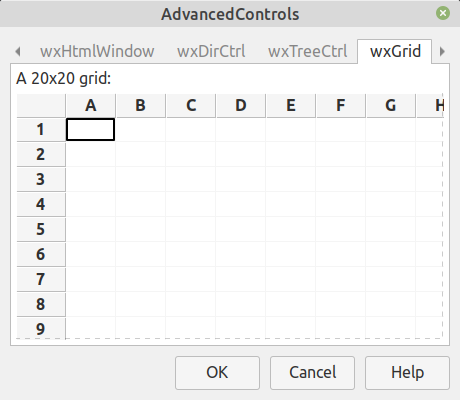 AdvancedControls
wxHtmlWindow wxDirCtrl wxTreeCtrl wxGrid
A 20x20 grid:
A B C D E F G H
1
2
3
4
5
6
7
8
9
OK Cancel Help